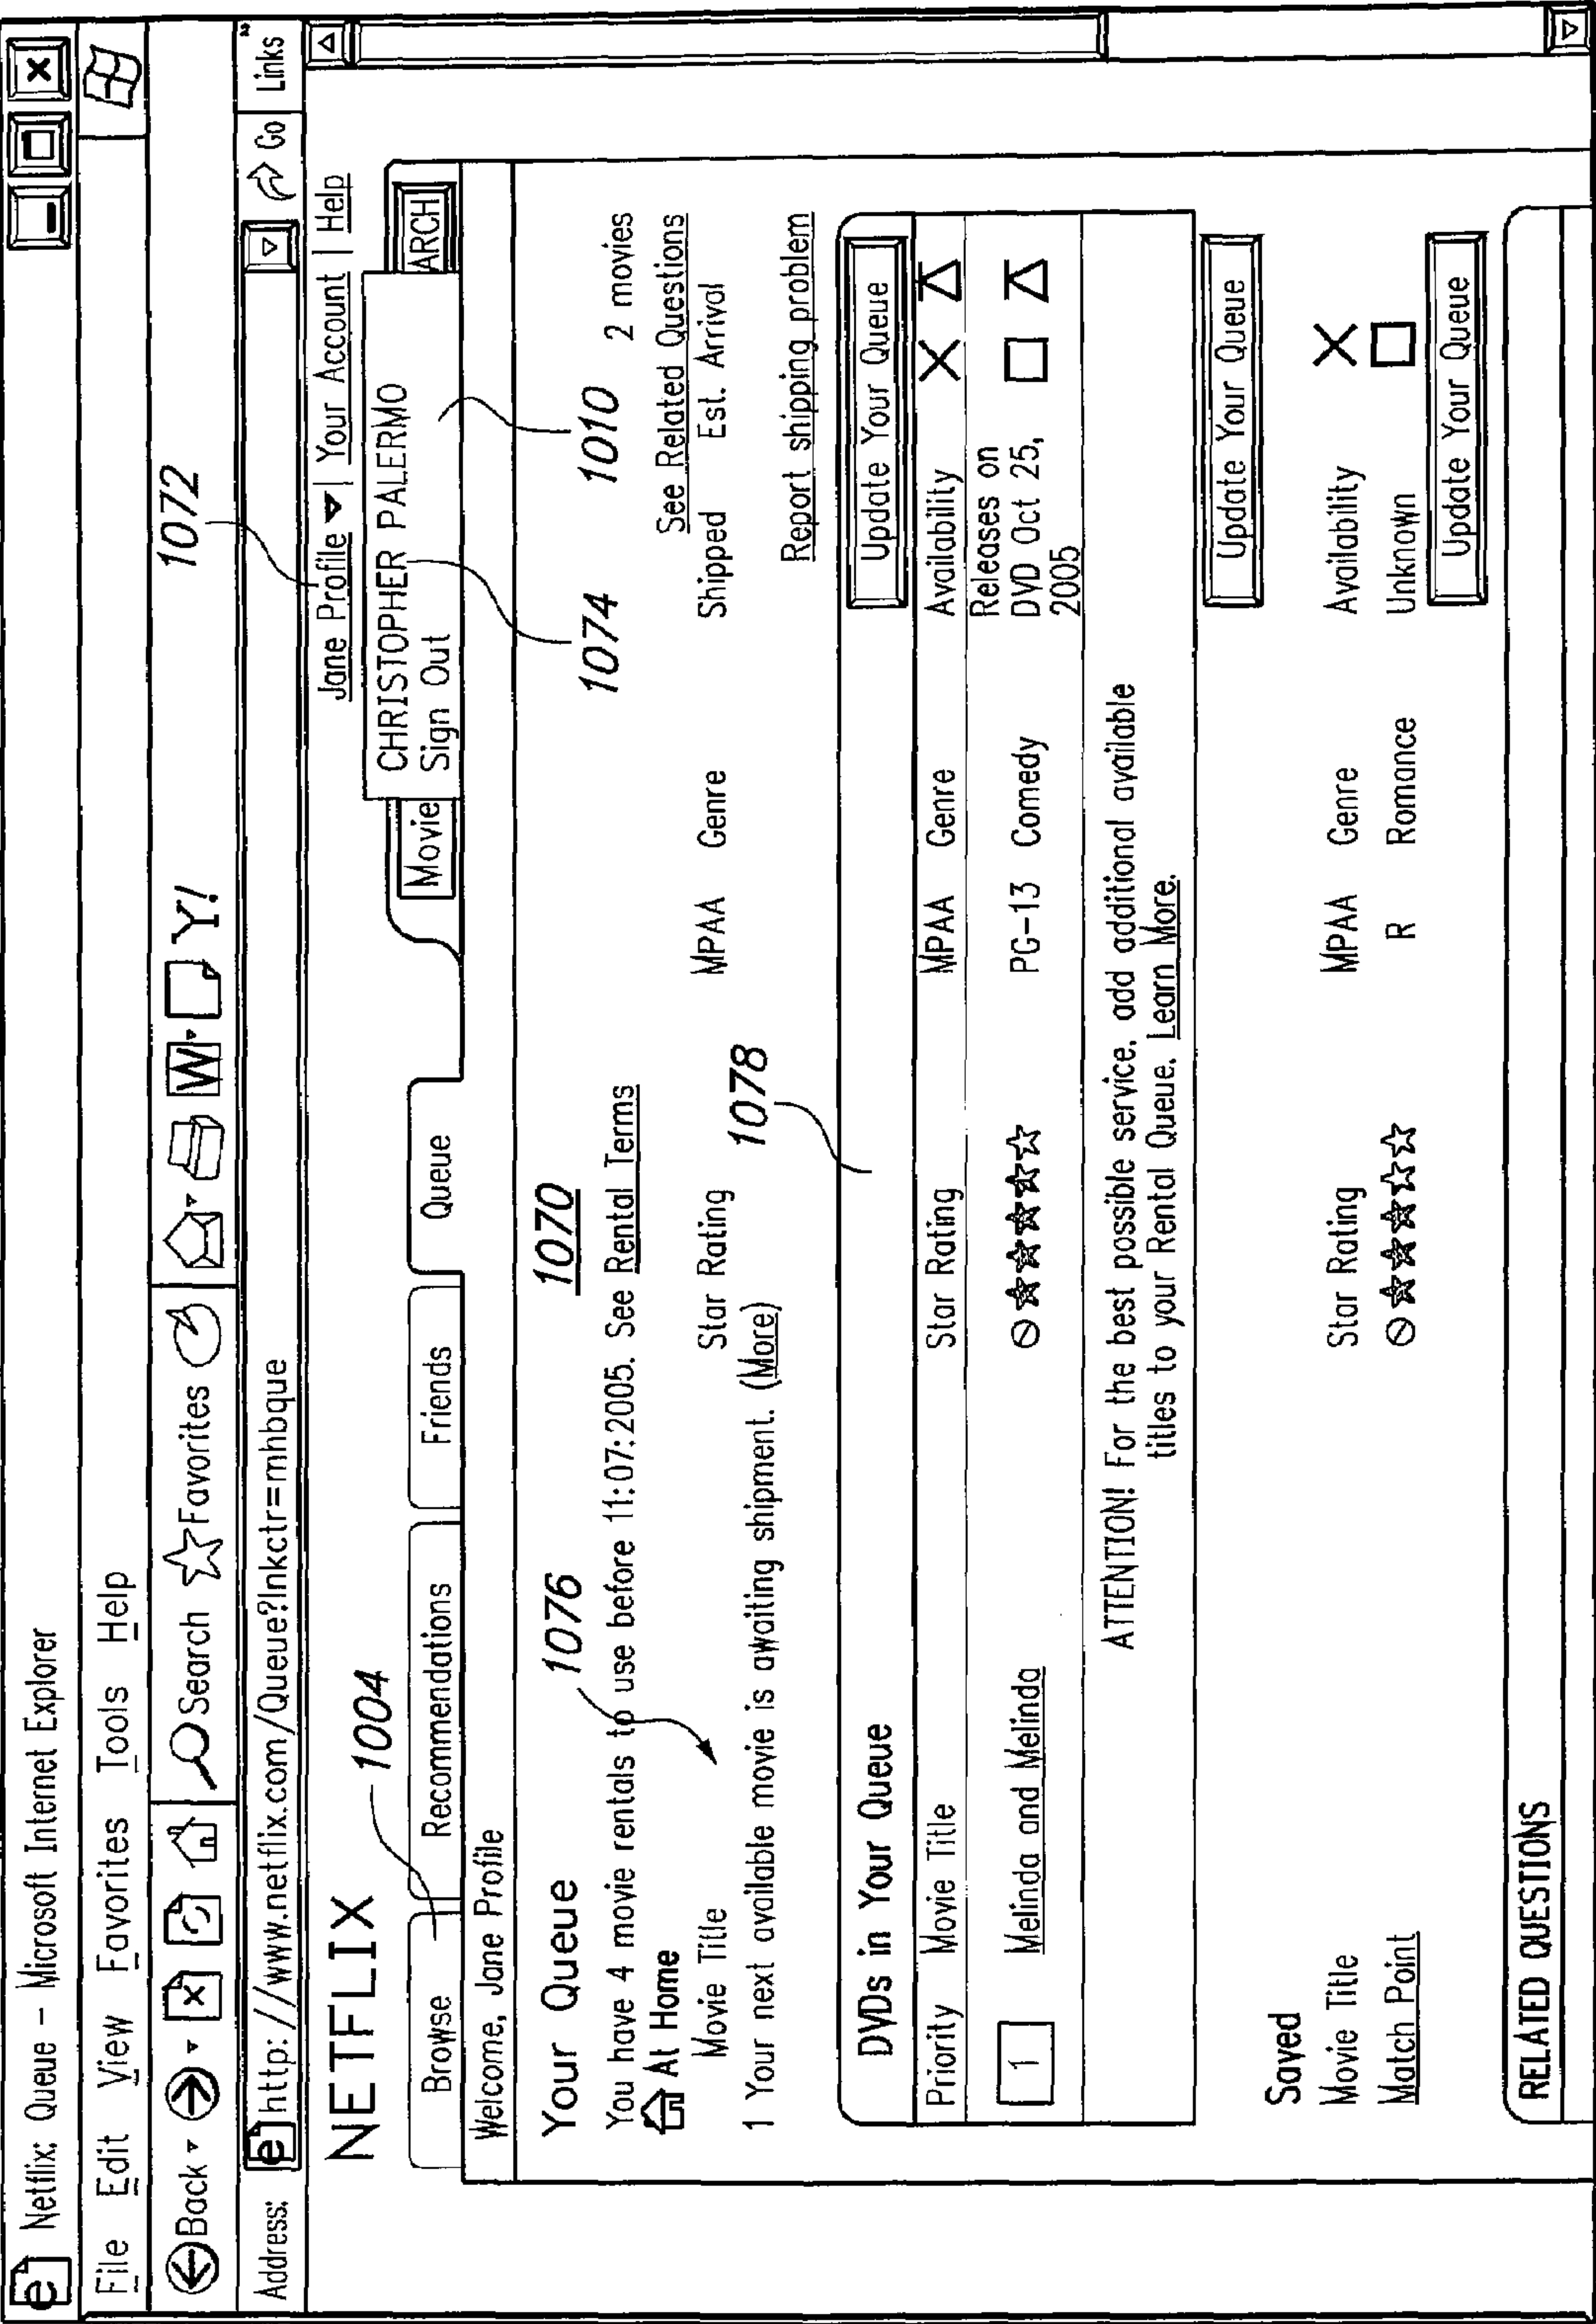 Netflix: Queue – Microsoft Internet Explorer
File Edit View Favorites Tools Help
Back Search Favorites W Y!
Address: http://www.netflix.com/Queue?lnkctr=mhbque Go Links
1072
NETFLIX
1004
Jane Profile | Your Account | Help
CHRISTOPHER PALERMO
Sign Out
Browse Recommendations Friends Queue Movie ARCH
Welcome, Jane Profile
1070
1076
1074
1010
Your Queue
You have 4 movie rentals to use before 11:07:2005. See Rental Terms 2 movies
At Home See Related Questions
Movie Title Star Rating MPAA Genre Shipped Est. Arrival
1078
1 Your next available movie is awaiting shipment. (More)
Report shipping problem
DVDs in Your Queue Update Your Queue
Priority Movie Title Star Rating MPAA Genre Availability
1 Melinda and Melinda PG-13 Comedy Releases on
DVD Oct 25,
2005
ATTENTION! For the best possible service, add additional available
titles to your Rental Queue. Learn More.
Update Your Queue
Saved
Movie Title Star Rating MPAA Genre Availability
Match Point R Romance Unknown
Update Your Queue
RELATED QUESTIONS